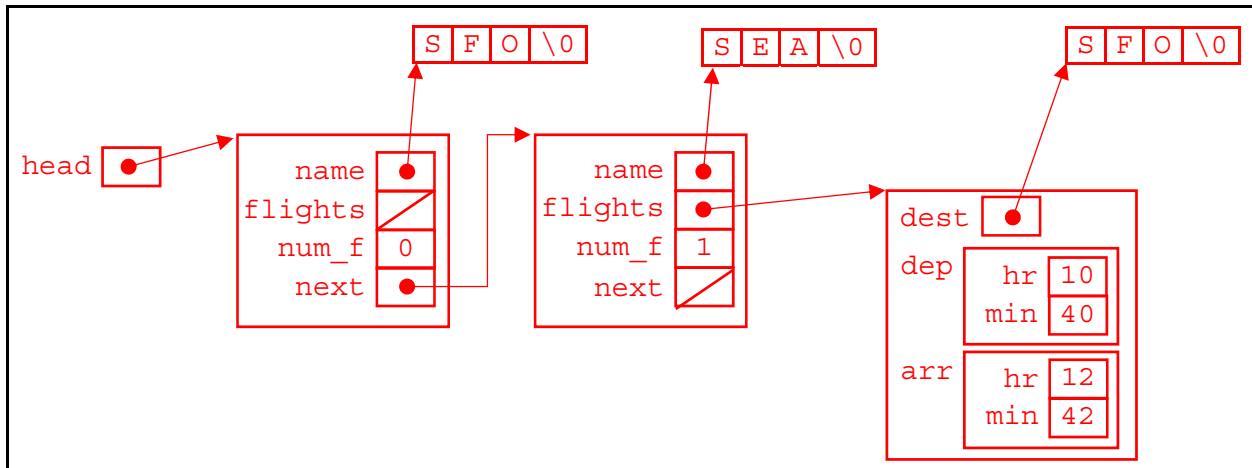 S F O \0
S E A \0
S F O \0
head
name
flights
num_f 0
next
name
flights
num_f 1
next
dest
dep
hr 10
min 40
arr
hr 12
min 42